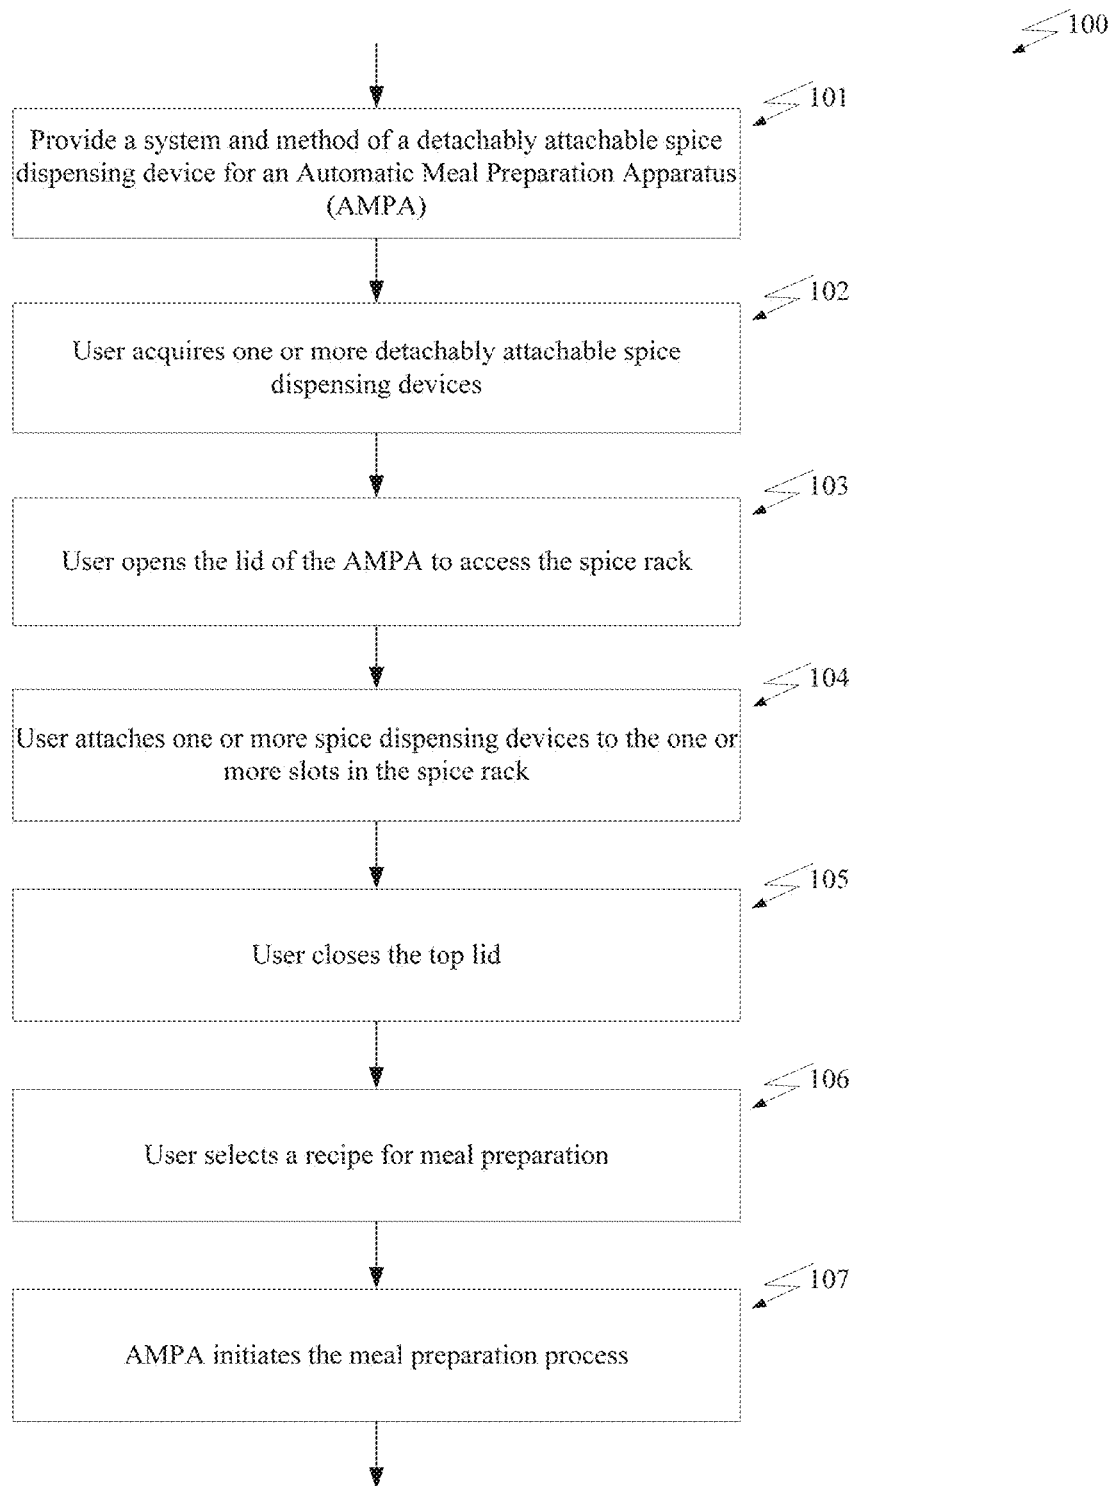 100
101
Provide a system and method of a detachably attachable spice
dispensing device for an Automatic Meal Preparation Apparatus
(AMPA)
102
User acquires one or more detachably attachable spice
dispensing devices
103
User opens the lid of the AMPA to access the spice rack
104
User attaches one or more spice dispensing devices to the one or
more slots in the spice rack
105
User closes the top lid
106
User selects a recipe for meal preparation
107
AMPA initiates the meal preparation process